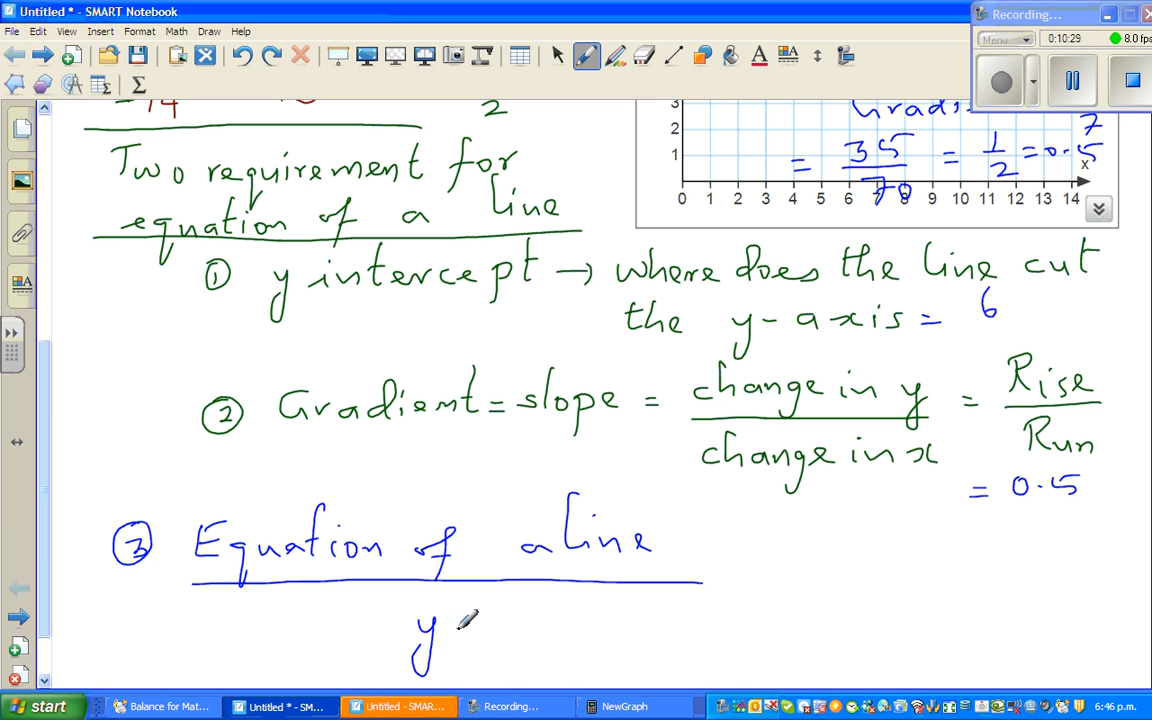 Untitled * - SMART Notebook
File Edit View Insert Format Math Draw Help
Recording...
Menu 0:10:29 8.0 fps
14 2
Two requirement for
equation of a line
3
2
1
0 1 2 3 4 5 6 7 8 9 10 11 12 13 14
x
= 35/70 = 1/2 = 0.5
① y intercept → where does the line cut
the y-axis = 6
② Gradient = slope = change in y / change in x = Rise / Run
= 0.5
③ Equation of a line
y
start Balance for Mat... Untitled * - SM... Untitled - SMAR... Recording... NewGraph 6:46 p.m.